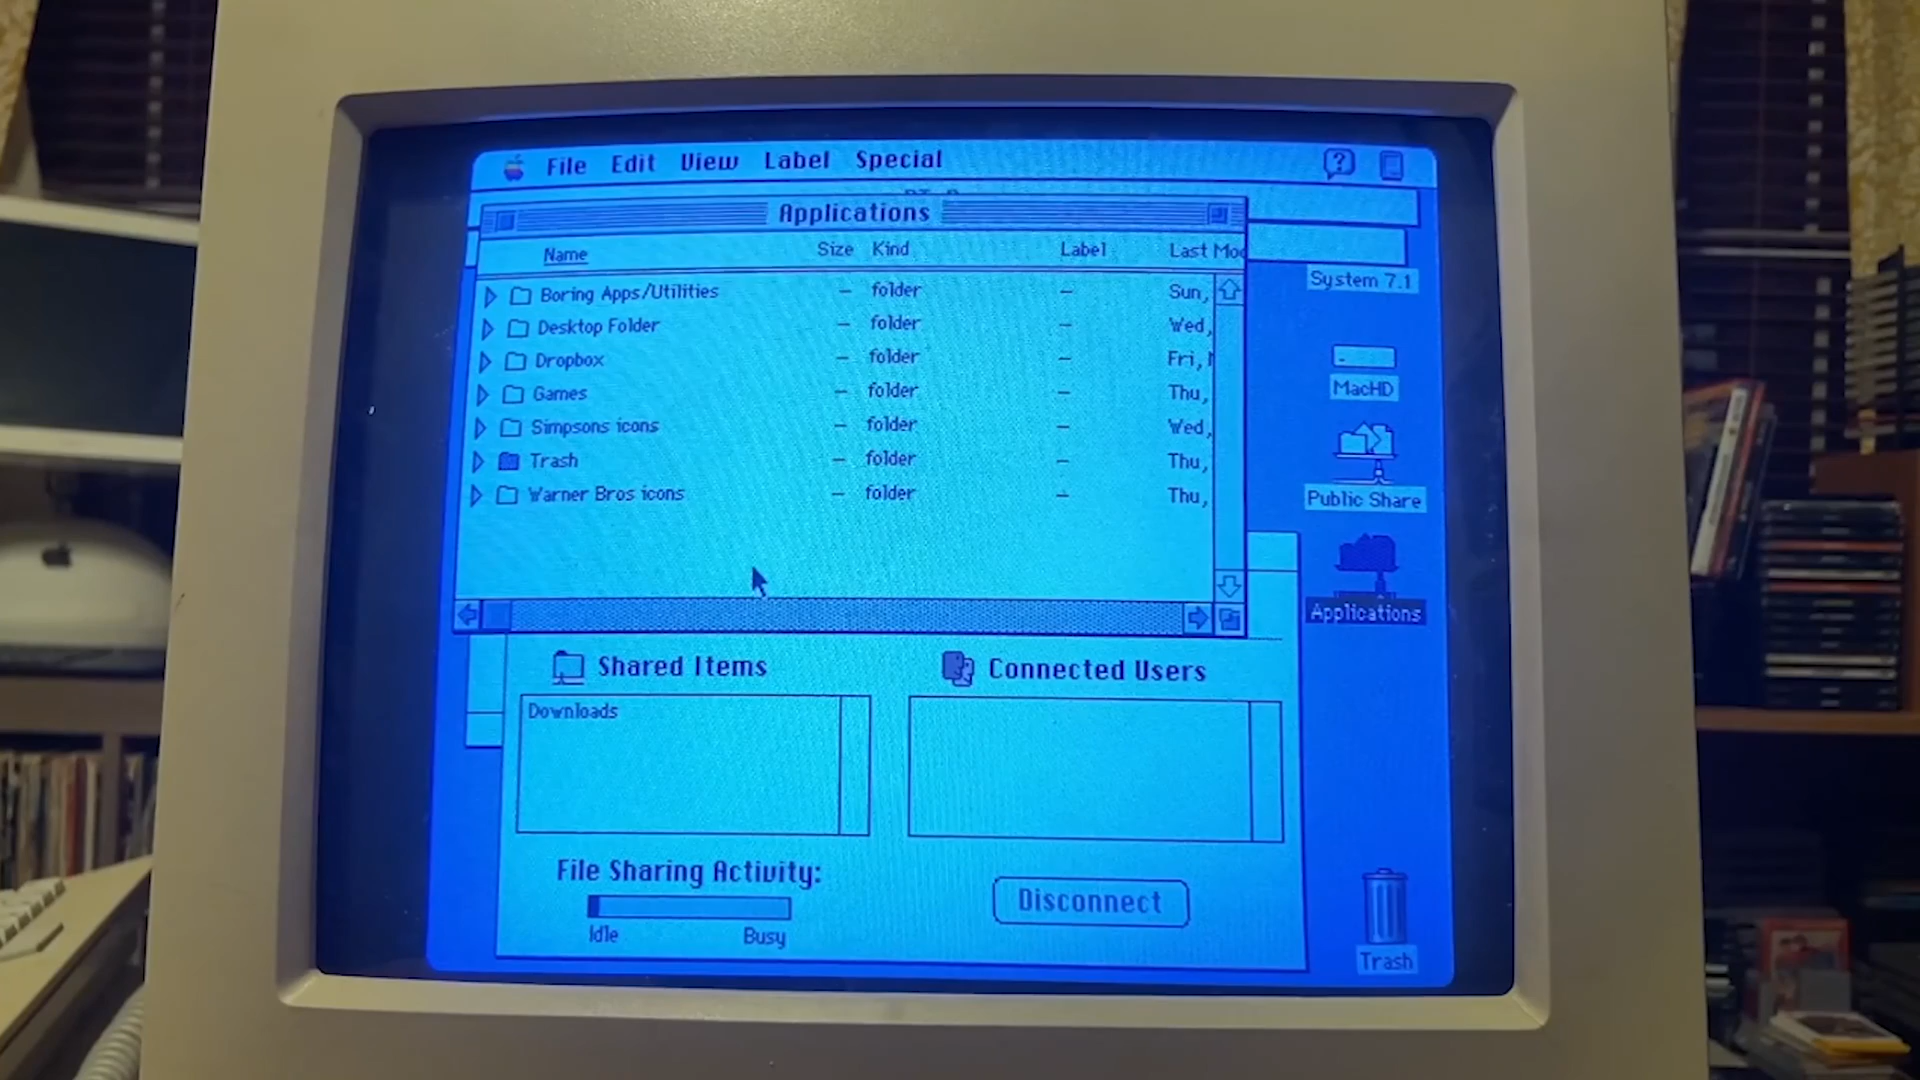 File Edit View Label Special
Applications
Name Size Kind Label Last Mod
Boring Apps/Utilities – folder – Sun,
Desktop Folder – folder – Wed,
Dropbox – folder – Fri,
Games – folder – Thu,
Simpsons icons – folder – Wed,
Trash – folder – Thu,
Warner Bros icons – folder – Thu,
System 7.1
MacHD
Public Share
Applications
Shared Items
Connected Users
Downloads
File Sharing Activity:
Idle Busy
Disconnect
Trash